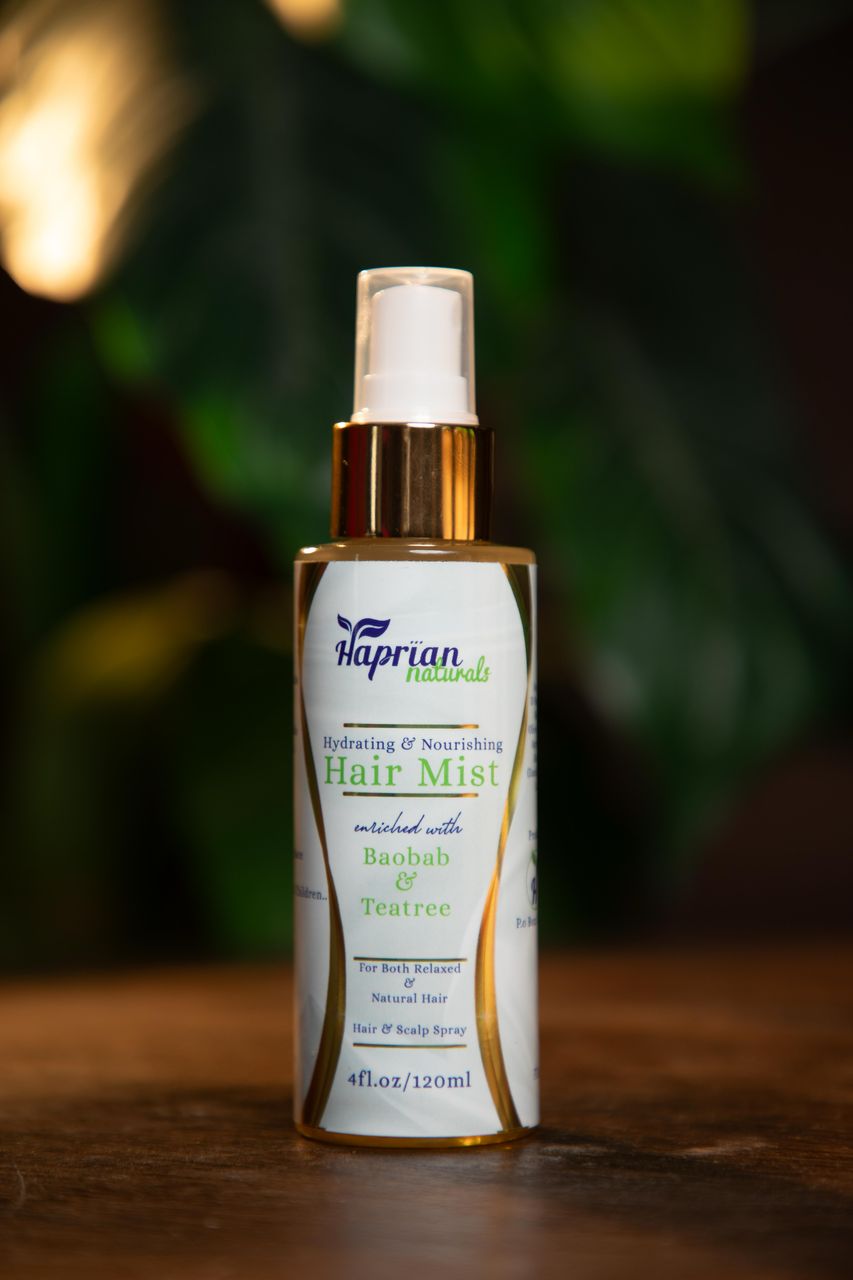 Haprïan
naturals
Hydrating & Nourishing
Hair Mist
enriched with
Baobab
&
Teatree
For Both Relaxed
&
Natural Hair
Hair & Scalp Spray
4fl.oz/120ml